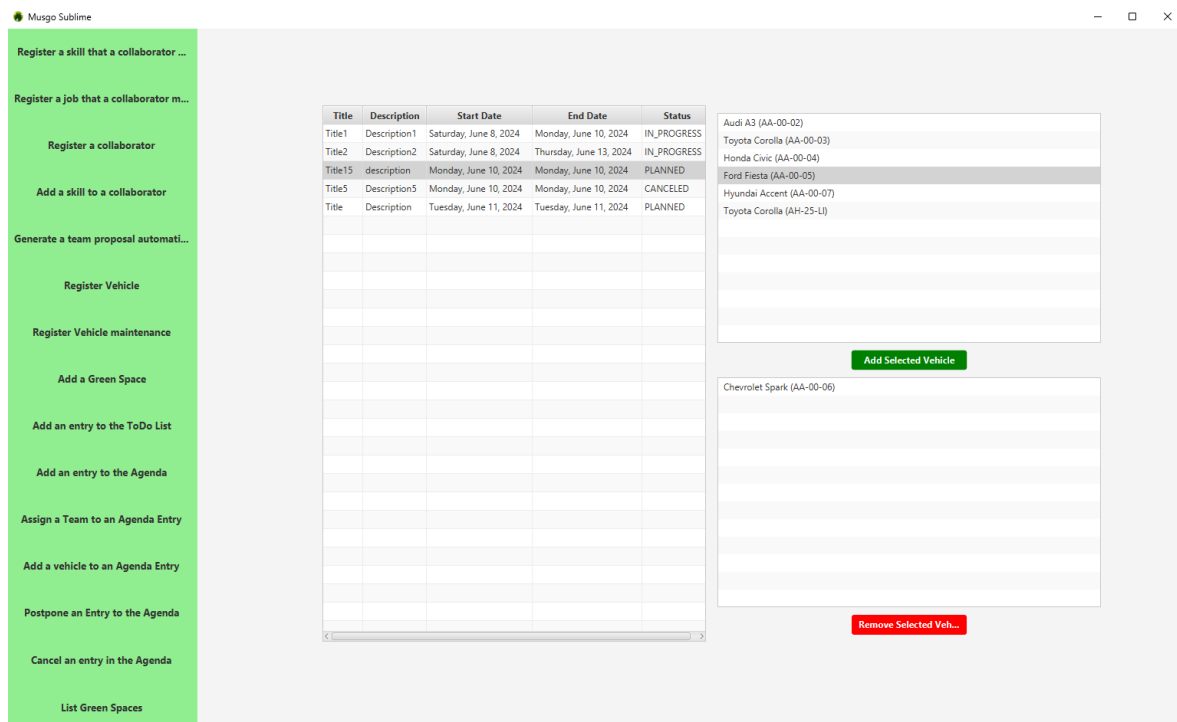 Musgo Sublime
Register a skill that a collaborator ...
Register a job that a collaborator m...
Register a collaborator
Add a skill to a collaborator
Generate a team proposal automati...
Register Vehicle
Register Vehicle maintenance
Add a Green Space
Add an entry to the ToDo List
Add an entry to the Agenda
Assign a Team to an Agenda Entry
Add a vehicle to an Agenda Entry
Postpone an Entry to the Agenda
Cancel an entry in the Agenda
List Green Spaces
Title Description Start Date End Date Status
Title1 Description1 Saturday, June 8, 2024 Monday, June 10, 2024 IN_PROGRESS
Title2 Description2 Saturday, June 8, 2024 Thursday, June 13, 2024 IN_PROGRESS
Title15 description Monday, June 10, 2024 Monday, June 10, 2024 PLANNED
Title5 Description5 Monday, June 10, 2024 Monday, June 10, 2024 CANCELED
Title Description Tuesday, June 11, 2024 Tuesday, June 11, 2024 PLANNED
Audi A3 (AA-00-02)
Toyota Corolla (AA-00-03)
Honda Civic (AA-00-04)
Ford Fiesta (AA-00-05)
Hyundai Accent (AA-00-07)
Toyota Corolla (AH-25-LI)
Add Selected Vehicle
Chevrolet Spark (AA-00-06)
Remove Selected Veh...